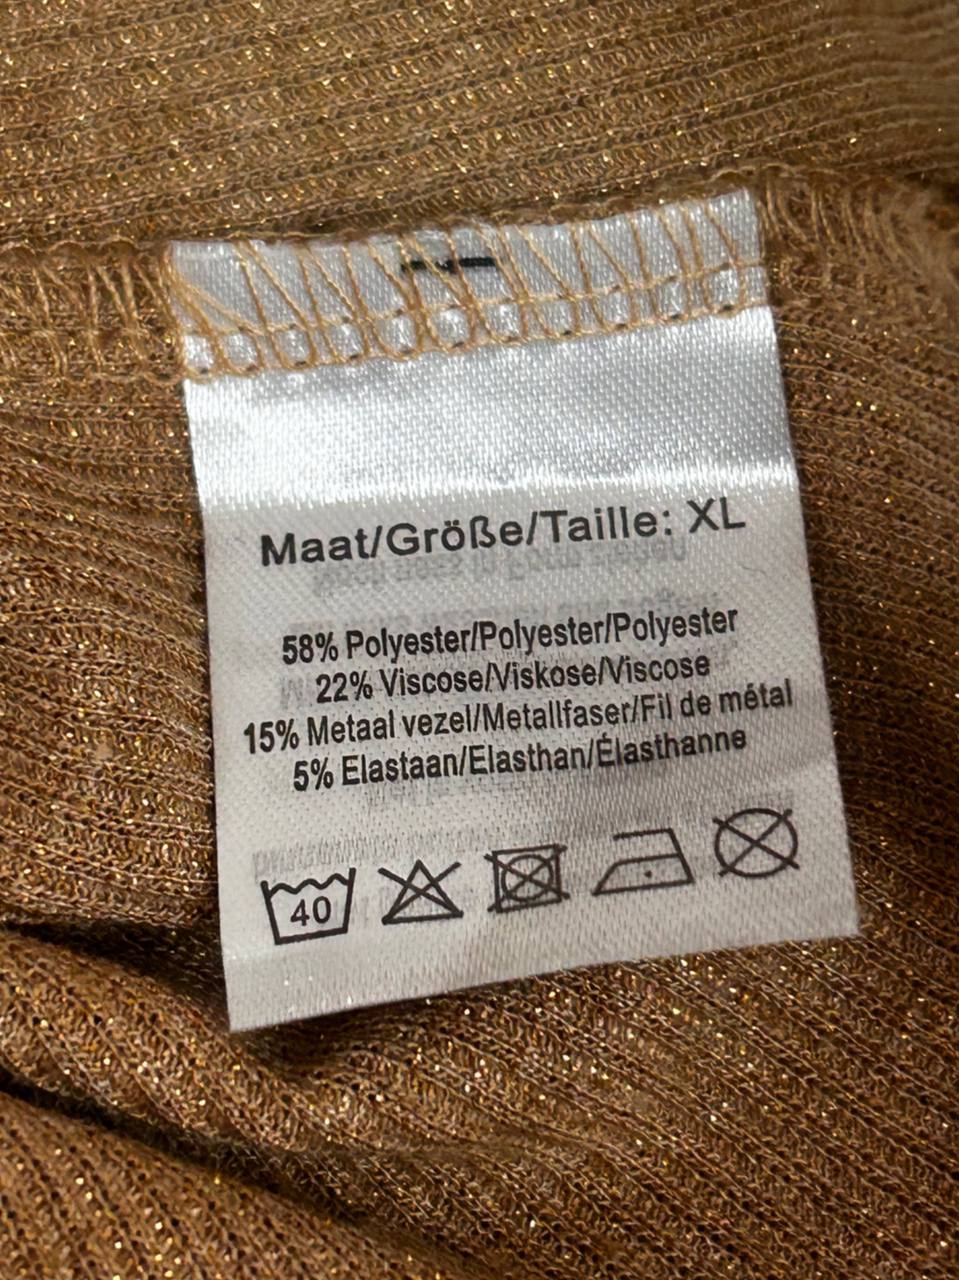 Maat/Größe/Taille: XL
58% Polyester/Polyester/Polyester
22% Viscose/Viskose/Viscose
15% Metaal vezel/Metallfaser/Fil de métal
5% Elastaan/Elasthan/Élasthanne
40